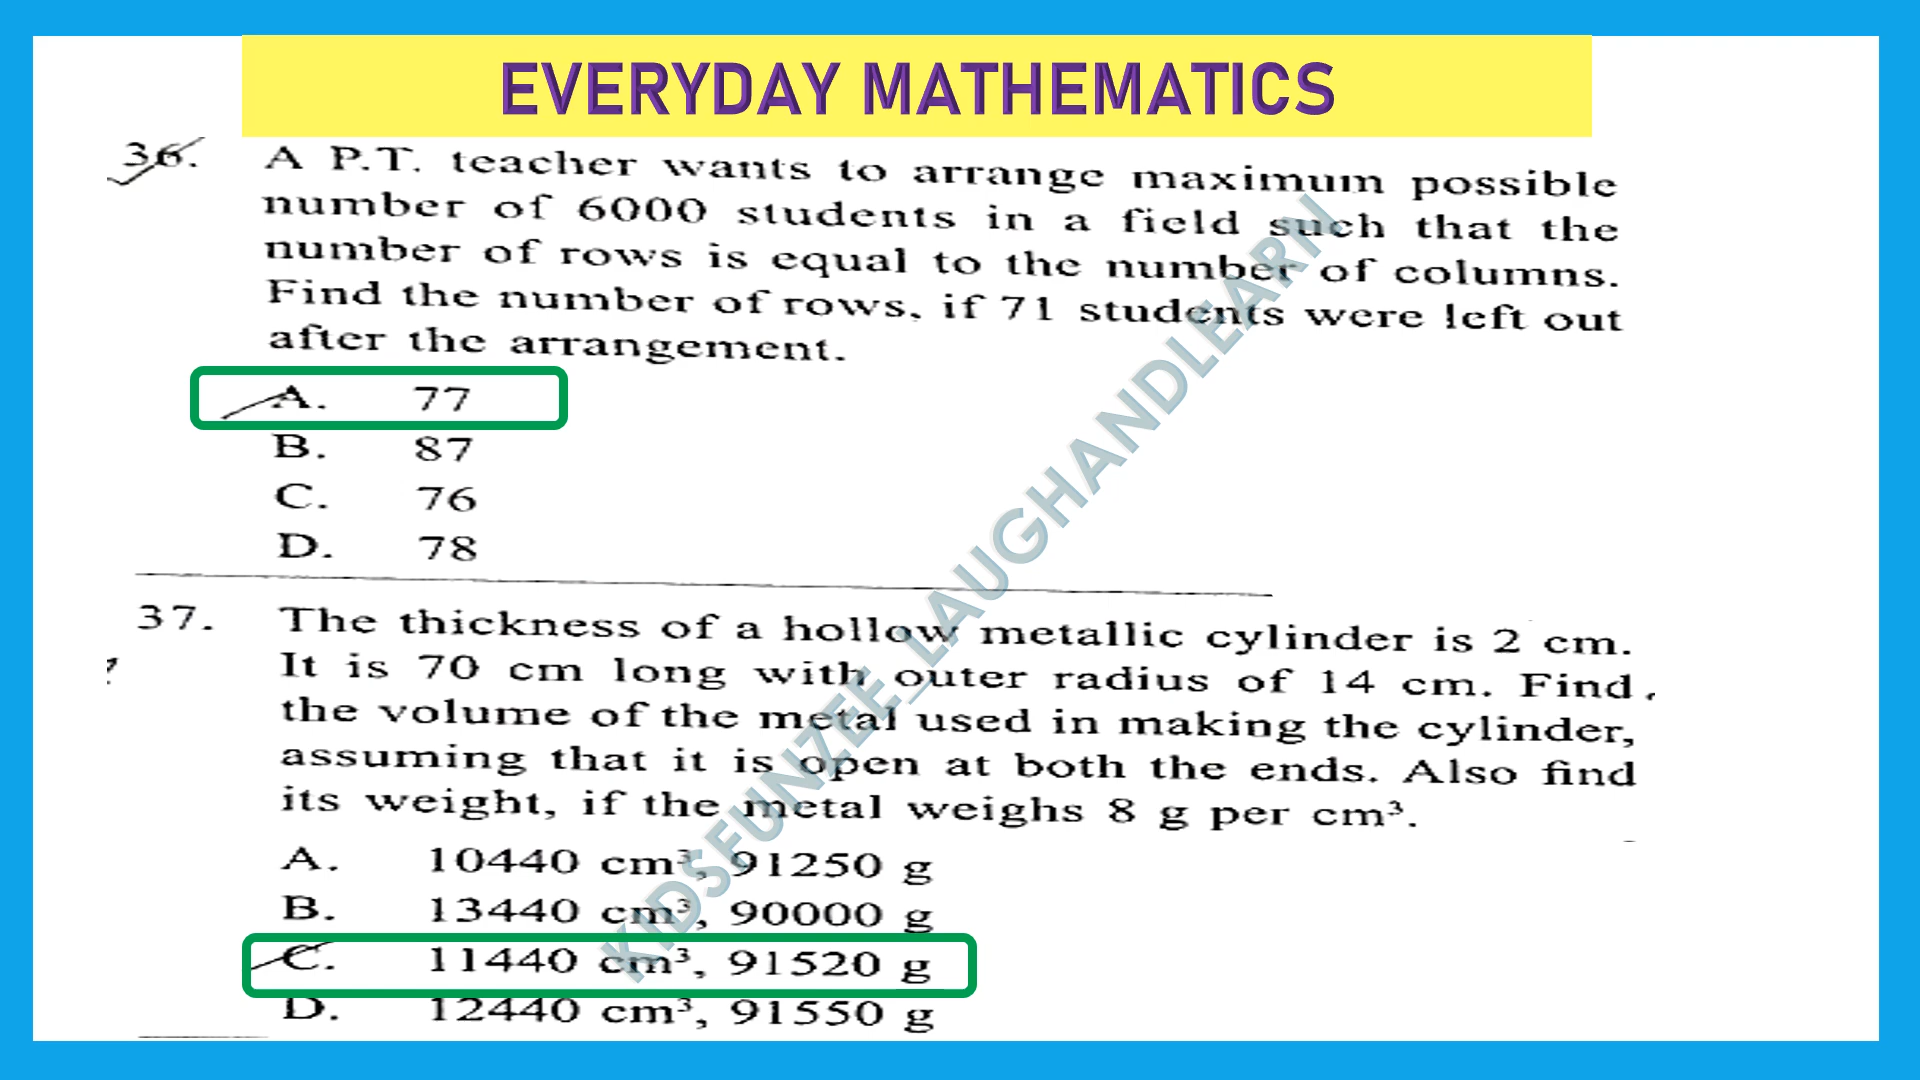 EVERYDAY MATHEMATICS
36. A P.T. teacher wants to arrange maximum possible
number of 6000 students in a field such that the
number of rows is equal to the number of columns.
Find the number of rows, if 71 students were left out
after the arrangement.
A. 77
B. 87
C. 76
D. 78
37. The thickness of a hollow metallic cylinder is 2 cm.
It is 70 cm long with outer radius of 14 cm. Find
the volume of the metal used in making the cylinder,
assuming that it is open at both the ends. Also find
its weight, if the metal weighs 8 g per cm³.
A. 10440 cm³, 91250 g
B. 13440 cm³, 90000 g
C. 11440 cm³, 91520 g
D. 12440 cm³, 91550 g
KIDSFUNZEE_LAUGHANDLEARN